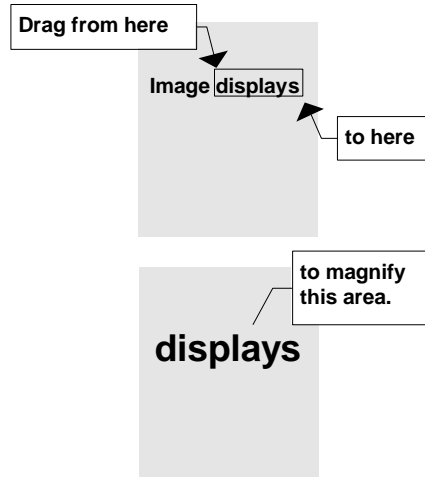 Drag from here
Image displays
to here
to magnify
this area.
displays